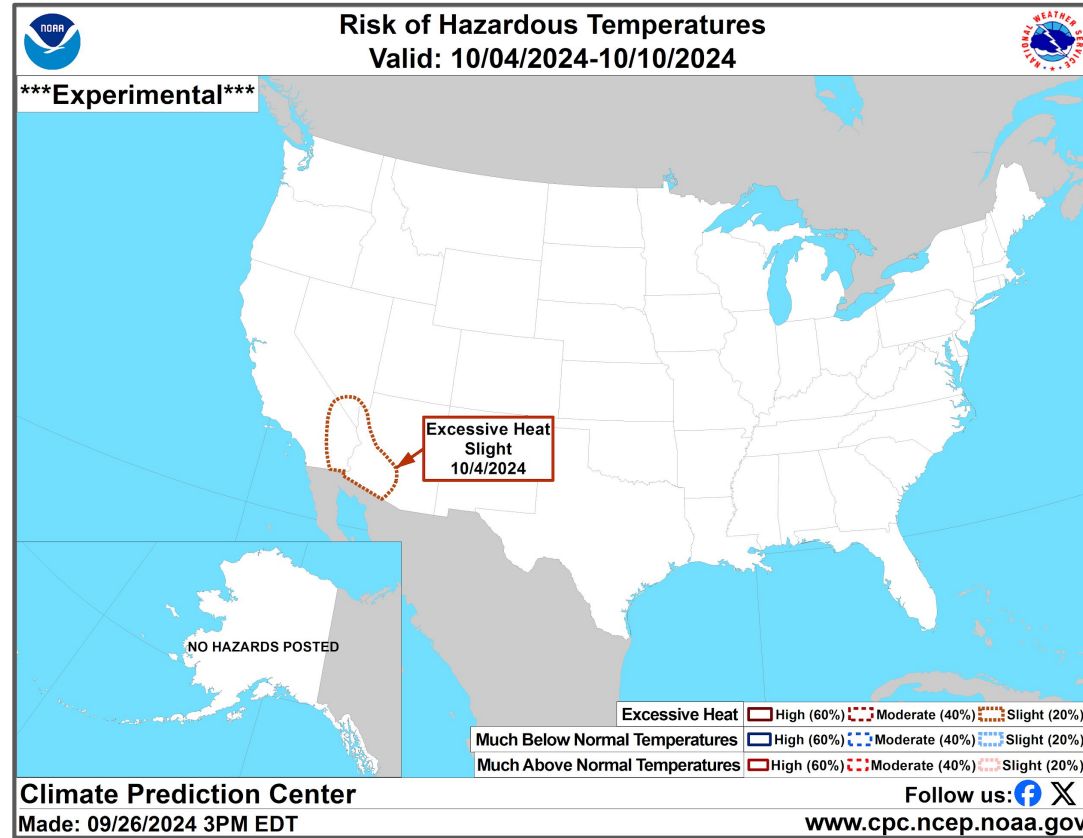 NOAA
Risk of Hazardous Temperatures
Valid: 10/04/2024-10/10/2024
NATIONAL WEATHER SERVICE
***Experimental***
Excessive Heat
Slight
10/4/2024
NO HAZARDS POSTED
Excessive Heat High (60%) Moderate (40%) Slight (20%)
Much Below Normal Temperatures High (60%) Moderate (40%) Slight (20%)
Much Above Normal Temperatures High (60%) Moderate (40%) Slight (20%)
Climate Prediction Center
Follow us:
Made: 09/26/2024 3PM EDT
www.cpc.ncep.noaa.gov